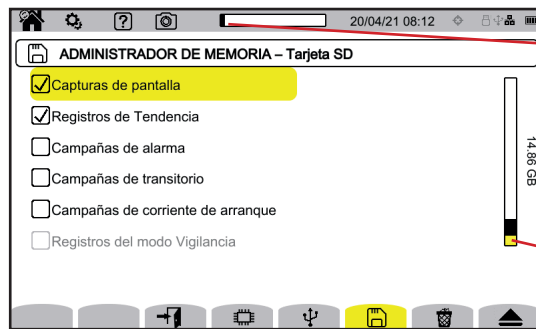 20/04/21 08:12
ADMINISTRADOR DE MEMORIA – Tarjeta SD
Capturas de pantalla
Registros de Tendencia
Campañas de alarma
Campañas de transitorio
Campañas de corriente de arranque
Registros del modo Vigilancia
14.86 GB